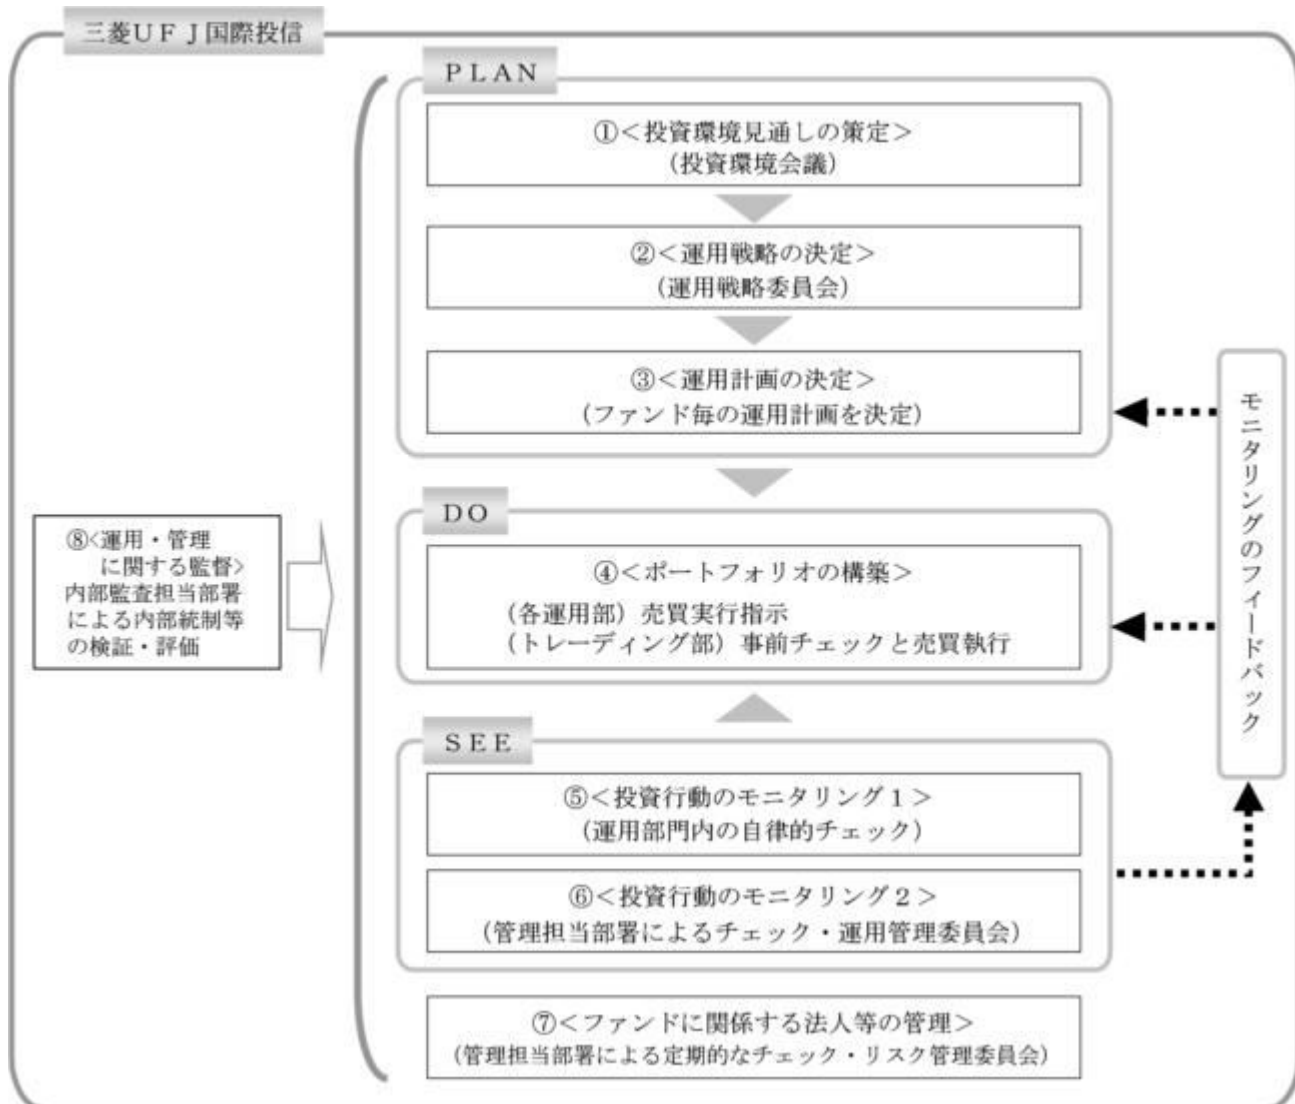 三菱ＵＦＪ国際投信
ＰＬＡＮ
①＜投資環境見通しの策定＞
（投資環境会議）
②＜運用戦略の決定＞
（運用戦略委員会）
③＜運用計画の決定＞
（ファンド毎の運用計画を決定）
ＤＯ
④＜ポートフォリオの構築＞
（各運用部）売買実行指示
（トレーディング部）事前チェックと売買執行
ＳＥＥ
⑤＜投資行動のモニタリング１＞
（運用部門内の自律的チェック）
⑥＜投資行動のモニタリング２＞
（管理担当部署によるチェック・運用管理委員会）
⑦＜ファンドに関係する法人等の管理＞
（管理担当部署による定期的なチェック・リスク管理委員会）
⑧<運用・管理
に関する監督>
内部監査担当部署
による内部統制等
の検証・評価
モニタリングのフィードバック